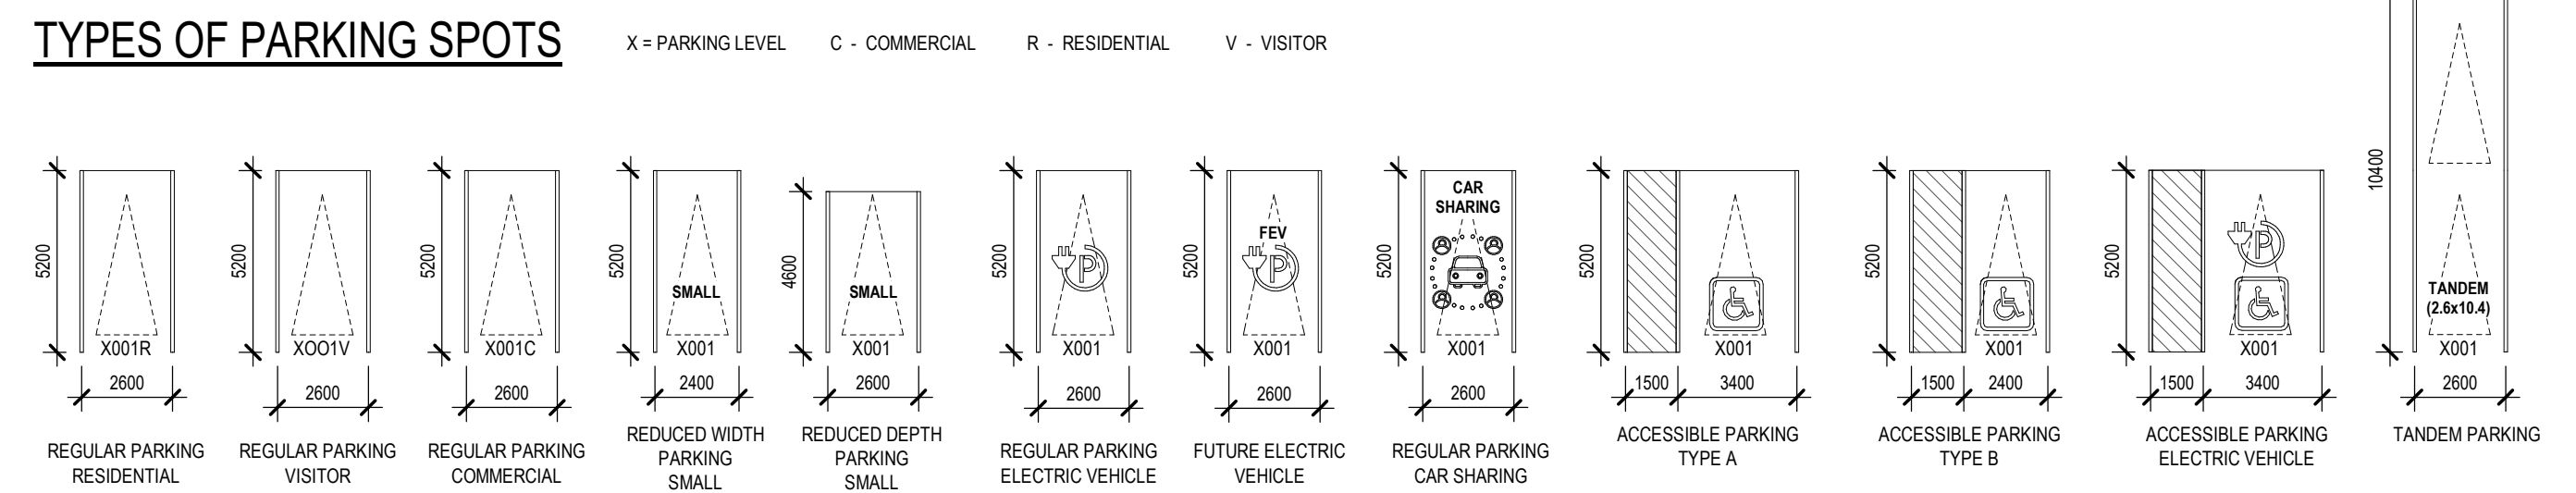 TYPES OF PARKING SPOTS
X = PARKING LEVEL
C - COMMERCIAL
R - RESIDENTIAL
V - VISITOR
5200
X001R
2600
REGULAR PARKING
RESIDENTIAL
5200
XOO1V
2600
REGULAR PARKING
VISITOR
5200
X001C
2600
REGULAR PARKING
COMMERCIAL
5200
SMALL
X001
2400
REDUCED WIDTH
PARKING
SMALL
4600
SMALL
X001
2600
REDUCED DEPTH
PARKING
SMALL
5200
P
X001
2600
REGULAR PARKING
ELECTRIC VEHICLE
5200
FEV
P
X001
2600
FUTURE ELECTRIC
VEHICLE
5200
CAR
SHARING
X001
2600
REGULAR PARKING
CAR SHARING
5200
X001
1500
3400
ACCESSIBLE PARKING
TYPE A
5200
X001
1500
2400
ACCESSIBLE PARKING
TYPE B
5200
P
X001
1500
3400
ACCESSIBLE PARKING
ELECTRIC VEHICLE
10400
TANDEM
(2.6x10.4)
X001
2600
TANDEM PARKING